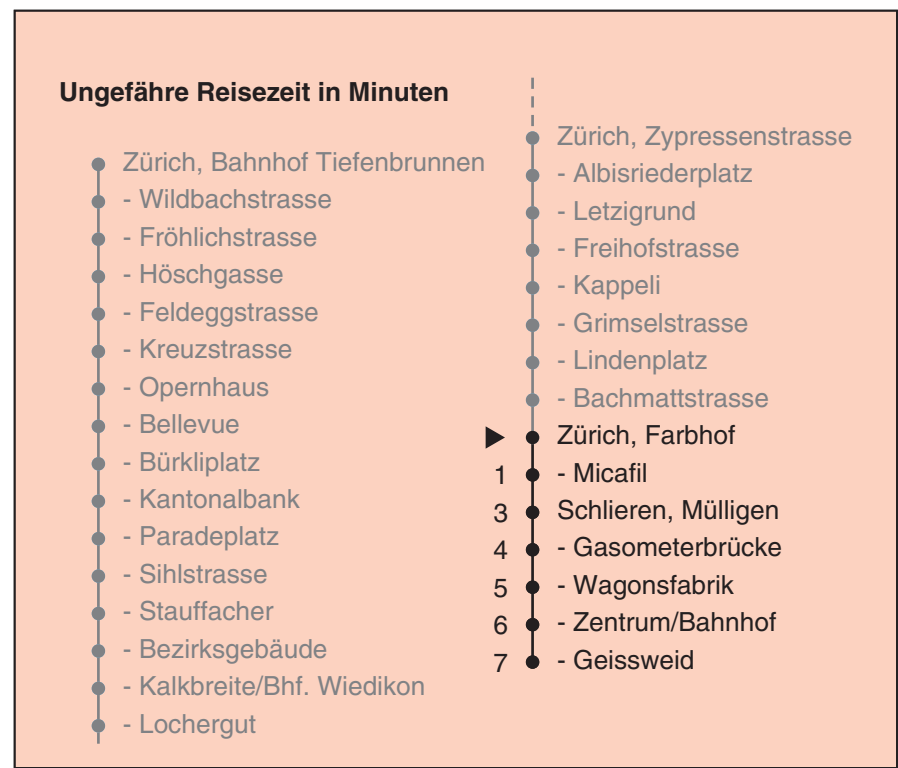 Ungefähre Reisezeit in Minuten
Zürich, Bahnhof Tiefenbrunnen
- Wildbachstrasse
- Fröhlichstrasse
- Höschgasse
- Feldeggstrasse
- Kreuzstrasse
- Opernhaus
- Bellevue
- Bürkliplatz
- Kantonalbank
- Paradeplatz
- Sihlstrasse
- Stauffacher
- Bezirksgebäude
- Kalkbreite/Bhf. Wiedikon
- Lochergut
Zürich, Zypressenstrasse
- Albisriederplatz
- Letzigrund
- Freihofstrasse
- Kappeli
- Grimselstrasse
- Lindenplatz
- Bachmattstrasse
Zürich, Farbhof
1 - Micafil
3 Schlieren, Mülligen
4 - Gasometerbrücke
5 - Wagonsfabrik
6 - Zentrum/Bahnhof
7 - Geissweid